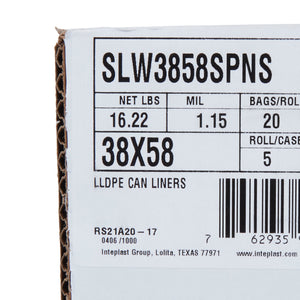 SLW3858SPNS
NET LBS MIL BAGS/ROLL
16.22 1.15 20
38X58 ROLL/CASE
5
LLDPE CAN LINERS
RS21A20-17
0406 /1000
Inteplast Group, Lolita, TEXAS 77971
7 62935
www.inteplast.com